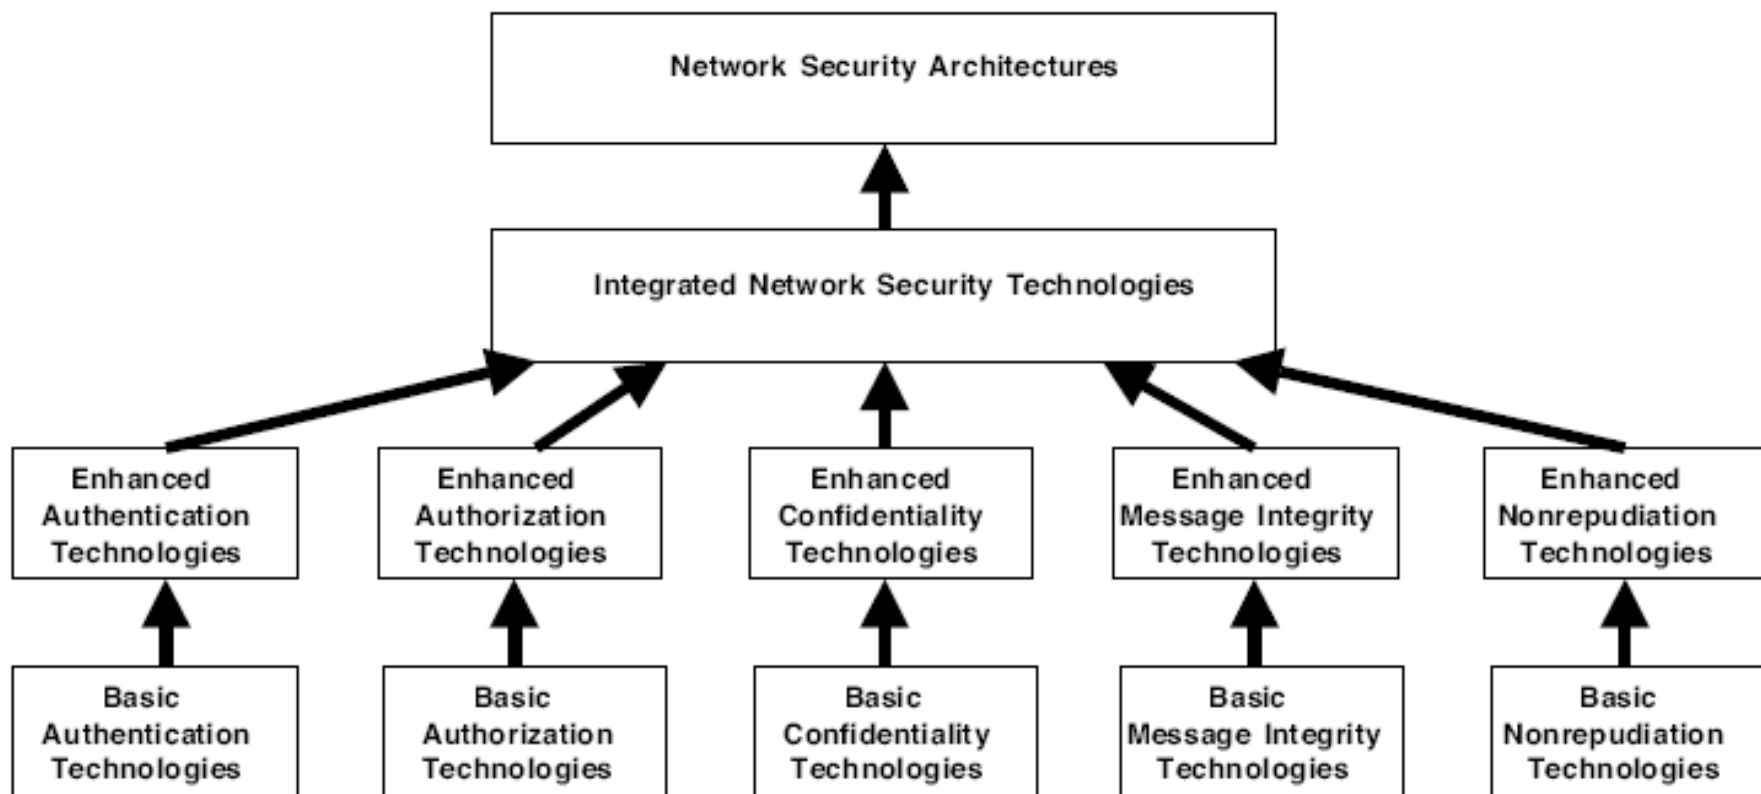 Network Security Architectures
Integrated Network Security Technologies
Enhanced
Authentication
Technologies
Enhanced
Authorization
Technologies
Enhanced
Confidentiality
Technologies
Enhanced
Message Integrity
Technologies
Enhanced
Nonrepudiation
Technologies
Basic
Authentication
Technologies
Basic
Authorization
Technologies
Basic
Confidentiality
Technologies
Basic
Message Integrity
Technologies
Basic
Nonrepudiation
Technologies